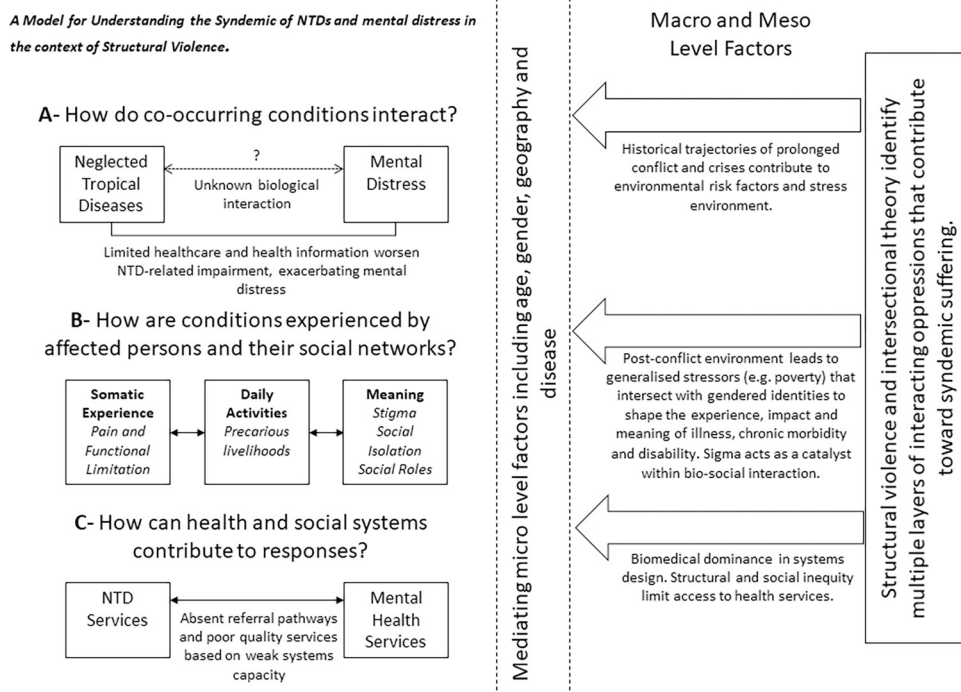 A Model for Understanding the Syndemic of NTDs and mental distress in
the context of Structural Violence.
A- How do co-occurring conditions interact?
Neglected
Tropical
Diseases
?
Unknown biological
interaction
Mental
Distress
Limited healthcare and health information worsen
NTD-related impairment, exacerbating mental
distress
B- How are conditions experienced by
affected persons and their social networks?
Somatic
Experience
Pain and
Functional
Limitation
Daily
Activities
Precarious
livelihoods
Meaning
Stigma
Social
Isolation
Social Roles
C- How can health and social systems
contribute to responses?
NTD
Services
Absent referral pathways
and poor quality services
based on weak systems
capacity
Mental
Health
Services
Mediating micro level factors including age, gender, geography and
disease
Macro and Meso
Level Factors
Historical trajectories of prolonged
conflict and crises contribute to
environmental risk factors and stress
environment.
Post-conflict environment leads to
generalised stressors (e.g. poverty) that
intersect with gendered identities to
shape the experience, impact and
meaning of illness, chronic morbidity
and disability. Sigma acts as a catalyst
within bio-social interaction.
Biomedical dominance in systems
design. Structural and social inequity
limit access to health services.
Structural violence and intersectional theory identify
multiple layers of interacting oppressions that contribute
toward syndemic suffering.